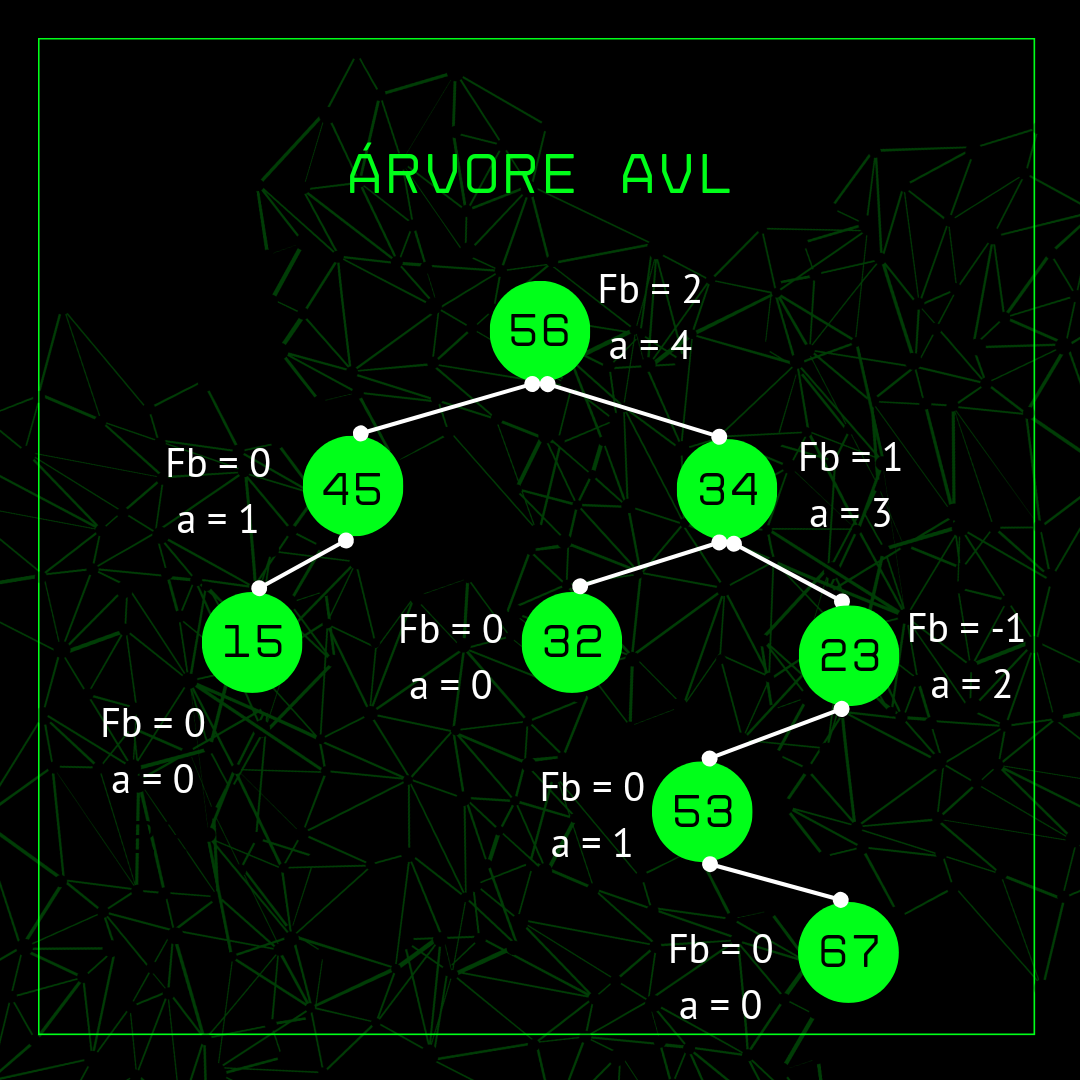 ÁRVORE AVL
56
Fb = 2
a = 4
Fb = 0
a = 1
45
34
Fb = 1
a = 3
15
Fb = 0
a = 0
Fb = 0
a = 0
32
23
Fb = -1
a = 2
Fb = 0
a = 1
53
Fb = 0
a = 0
67